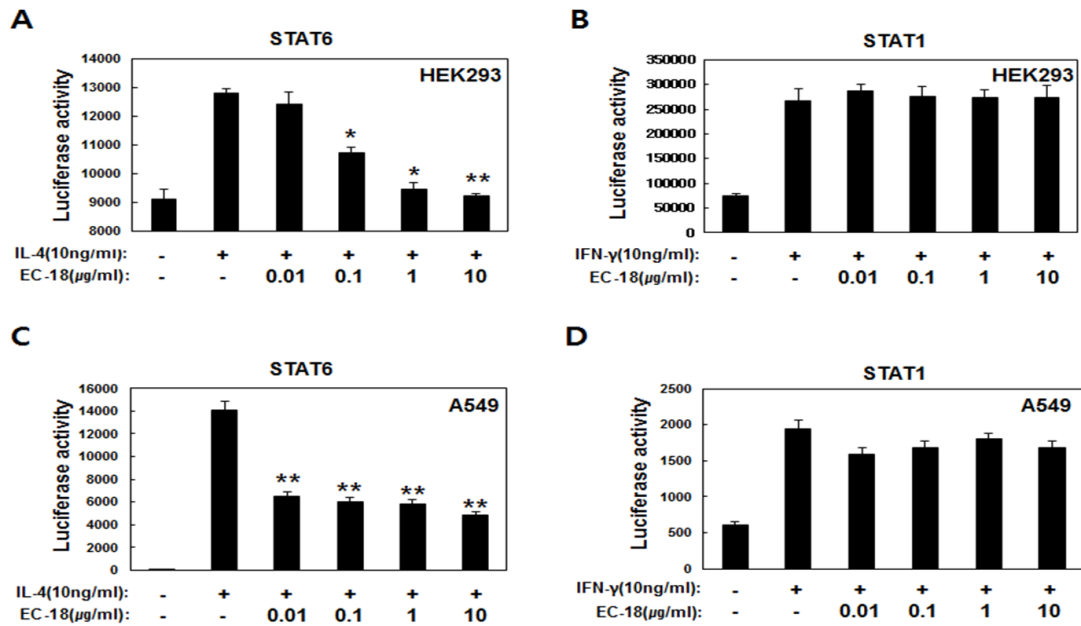 A
STAT6
HEK293
Luciferase activity
14000
13000
12000
11000
10000
9000
8000
*
*
**
IL-4(10ng/ml): - + + + + +
EC-18(μg/ml): - - 0.01 0.1 1 10
B
STAT1
HEK293
Luciferase activity
350000
300000
250000
200000
150000
100000
50000
0
IFN-γ(10ng/ml): - + + + + +
EC-18(μg/ml): - - 0.01 0.1 1 10
C
STAT6
A549
Luciferase activity
16000
14000
12000
10000
8000
6000
4000
2000
0
**
**
**
**
IL-4(10ng/ml): - + + + + +
EC-18(μg/ml): - - 0.01 0.1 1 10
D
STAT1
A549
Luciferase activity
2500
2000
1500
1000
500
0
IFN-γ(10ng/ml): - + + + + +
EC-18(μg/ml): - - 0.01 0.1 1 10